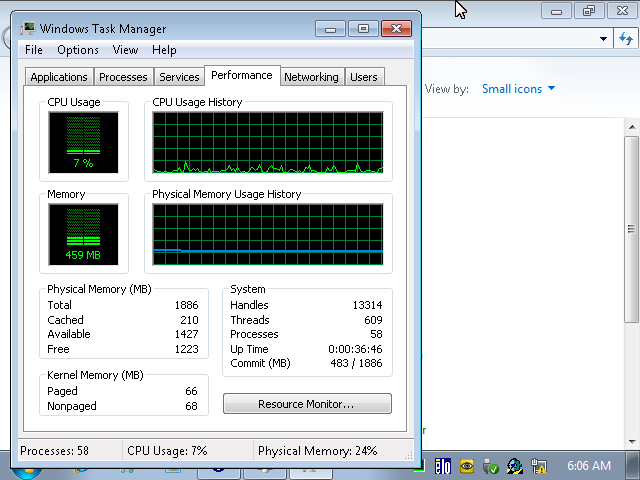 Windows Task Manager
File Options View Help
Applications Processes Services Performance Networking Users
View by: Small icons
CPU Usage CPU Usage History
7 %
Memory Physical Memory Usage History
459 MB
Physical Memory (MB) System
Total 1886 Handles 13314
Cached 210 Threads 609
Available 1427 Processes 58
Free 1223 Up Time 0:00:36:46
Commit (MB) 483 / 1886
Kernel Memory (MB)
Paged 66
Nonpaged 68
Resource Monitor...
Processes: 58 CPU Usage: 7% Physical Memory: 24%
6:06 AM